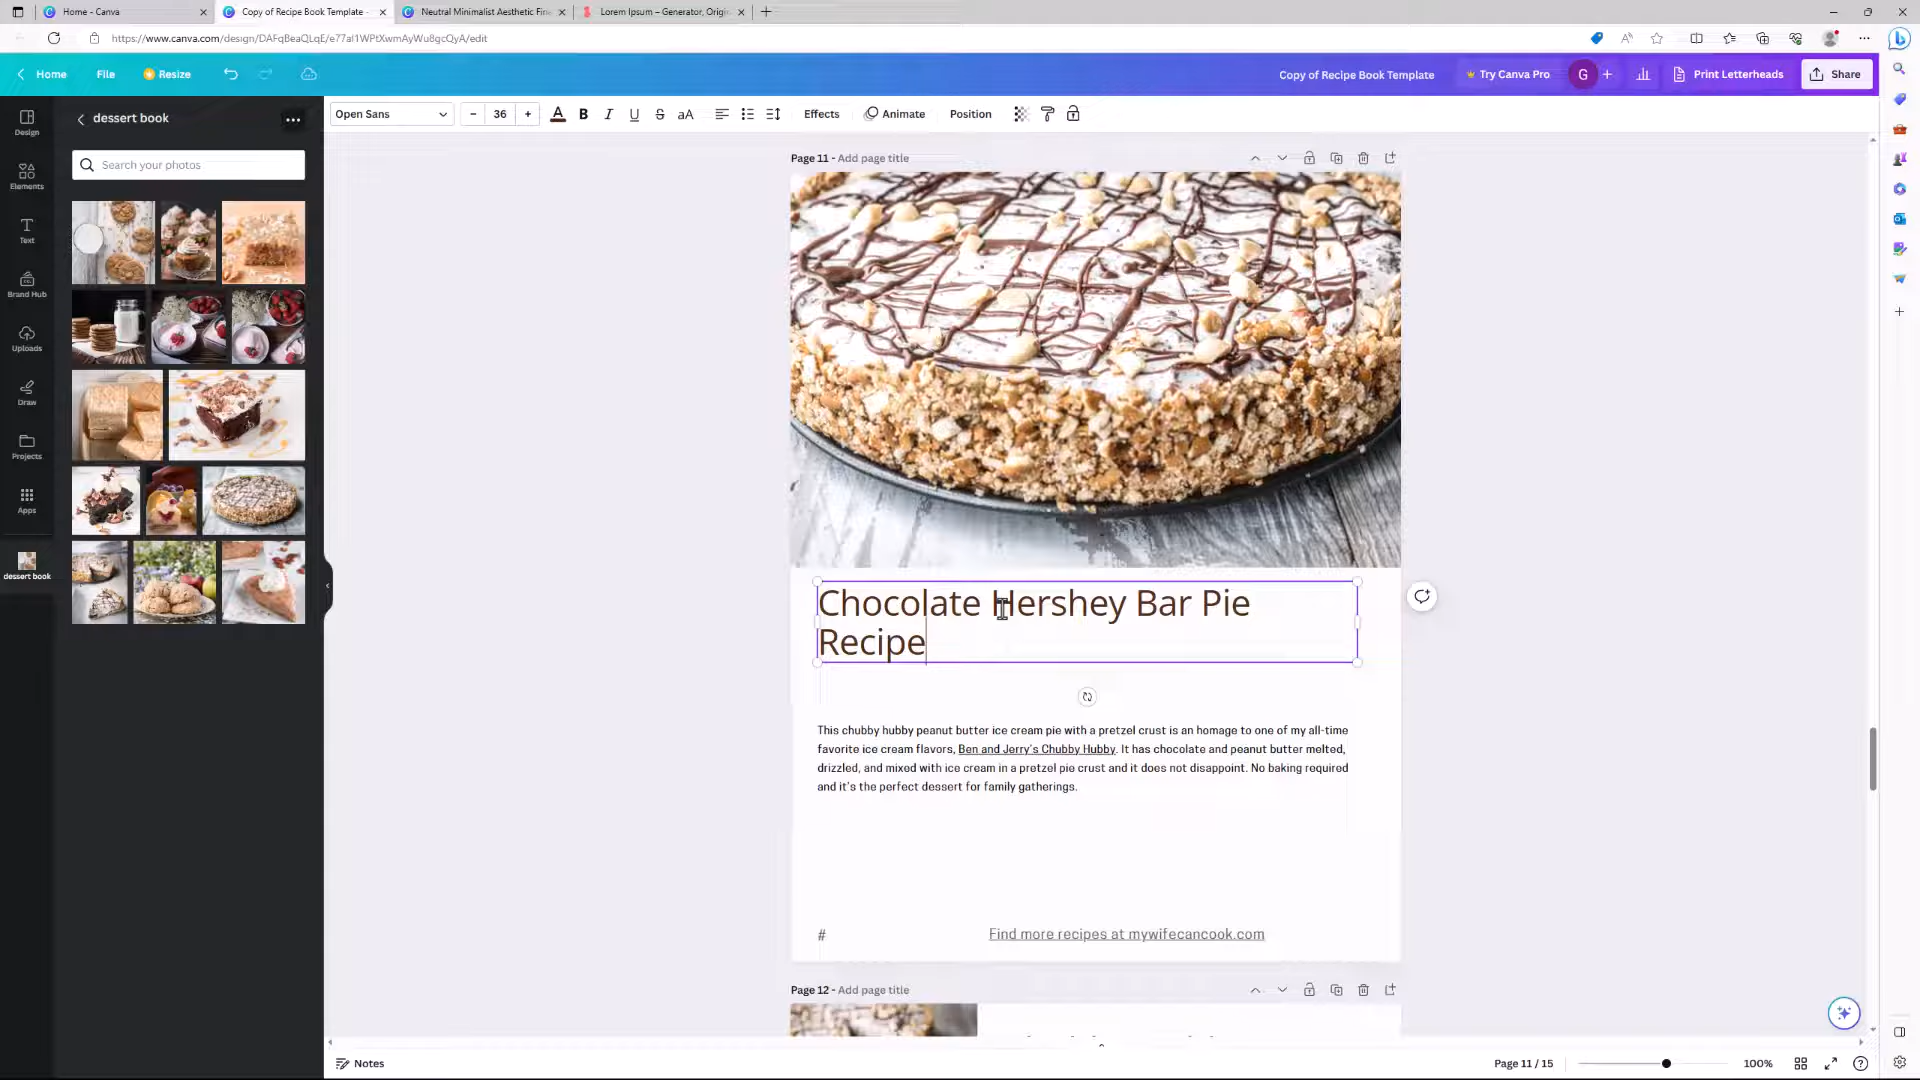 Home - Canva
Copy of Recipe Book Template -
Neutral Minimalist Aesthetic Fin
Lorem Ipsum – Generator, Origi
https://www.canva.com/design/DAFqBeaQLqE/e77al1WPtXwmAyWu8gcQyA/edit
Home
File
Resize
Copy of Recipe Book Template
Try Canva Pro
G
Print Letterheads
Share
Design
Elements
Text
Brand Hub
Uploads
Draw
Projects
Apps
dessert book
dessert book
Search your photos
Open Sans
36
A
B
I
U
S
aA
Effects
Animate
Position
Page 11 - Add page title
Chocolate Hershey Bar Pie
Recipe
This chubby hubby peanut butter ice cream pie with a pretzel crust is an homage to one of my all-time
favorite ice cream flavors, Ben and Jerry's Chubby Hubby. It has chocolate and peanut butter melted,
drizzled, and mixed with ice cream in a pretzel pie crust and it does not disappoint. No baking required
and it's the perfect dessert for family gatherings.
#
Find more recipes at mywifecancook.com
Page 12 - Add page title
Notes
Page 11 / 15
100%